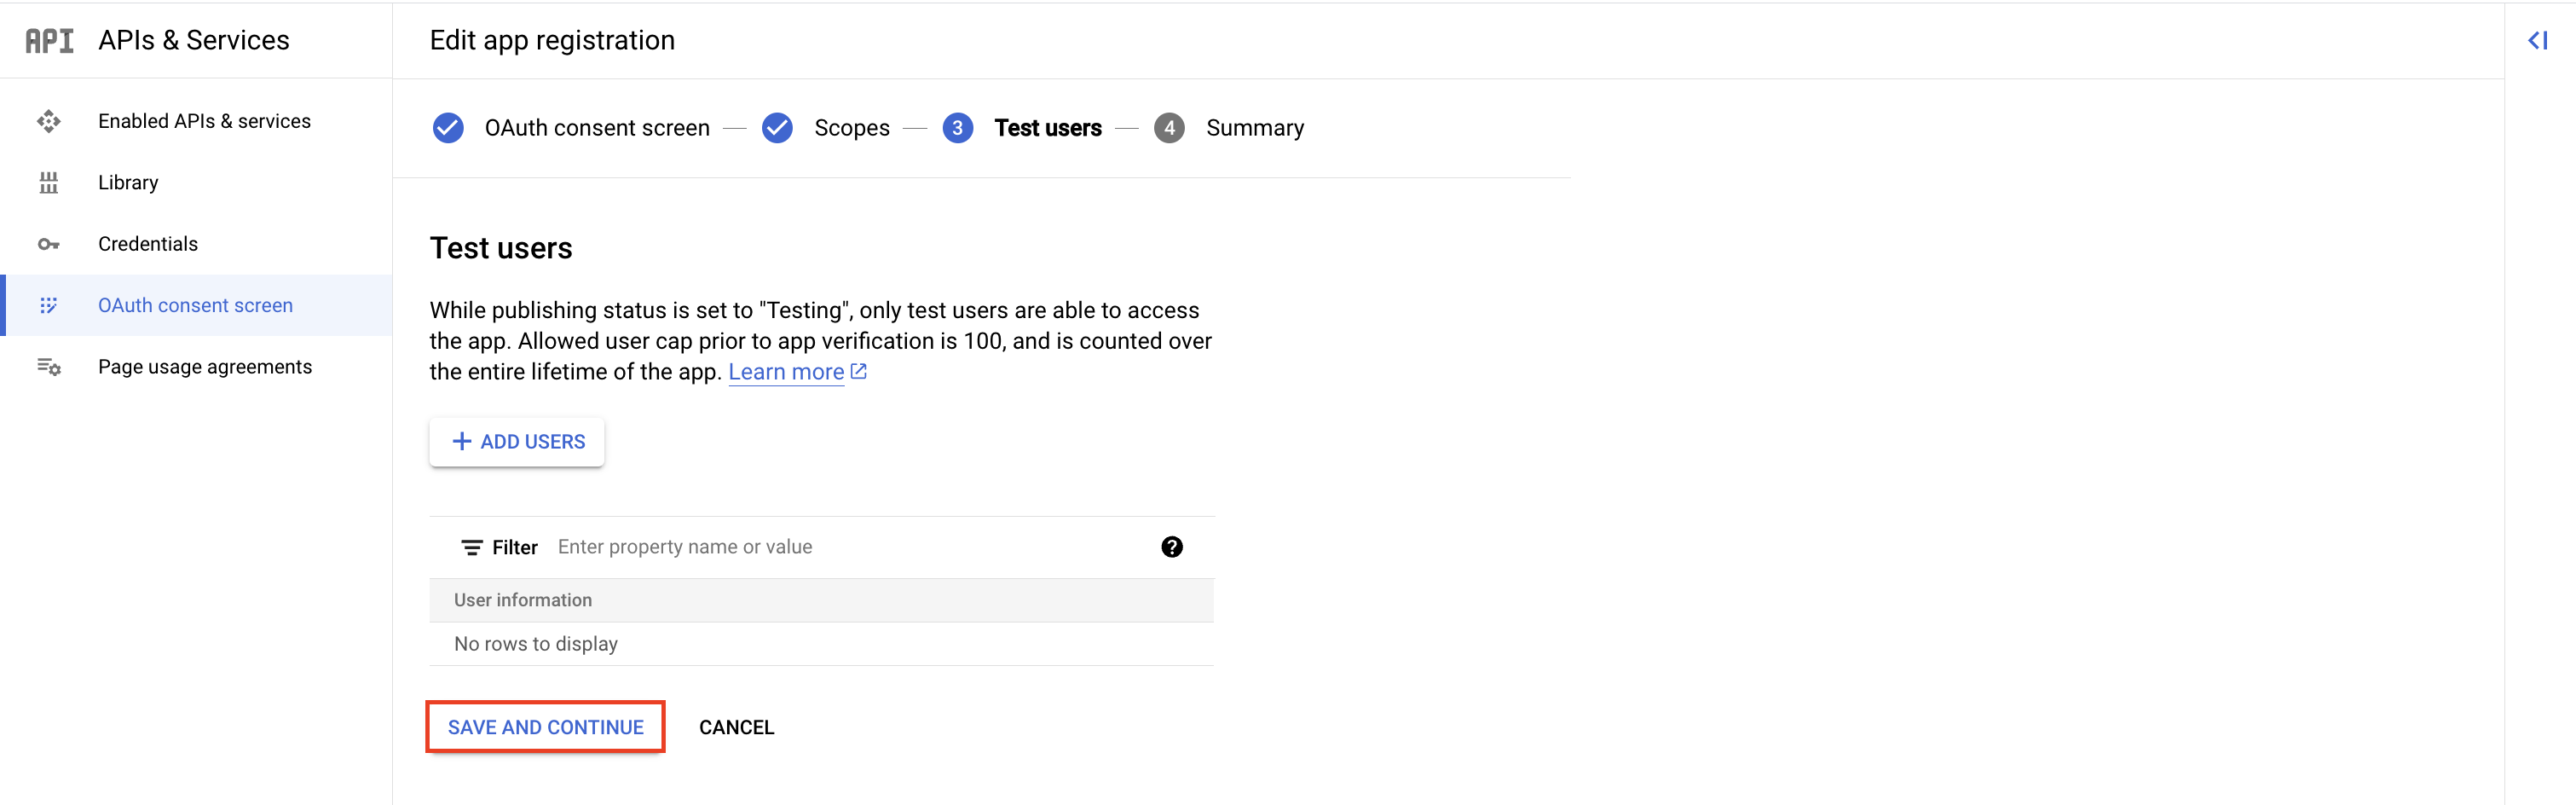 API APIs & Services
Enabled APIs & services
Library
Credentials
OAuth consent screen
Page usage agreements
Edit app registration
OAuth consent screen — Scopes — 3 Test users — 4 Summary
Test users
While publishing status is set to "Testing", only test users are able to access
the app. Allowed user cap prior to app verification is 100, and is counted over
the entire lifetime of the app. Learn more
+ ADD USERS
Filter Enter property name or value ?
User information
No rows to display
SAVE AND CONTINUE CANCEL